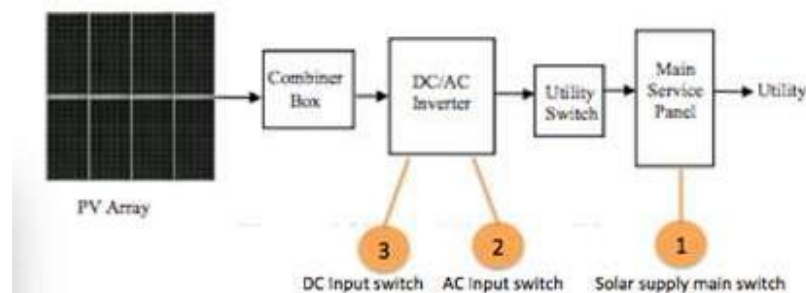 Combiner
Box
DC/AC
Inverter
Utility
Switch
Main
Service
Panel
Utility
PV Array
3
2
1
DC Input switch
AC Input switch
Solar supply main switch